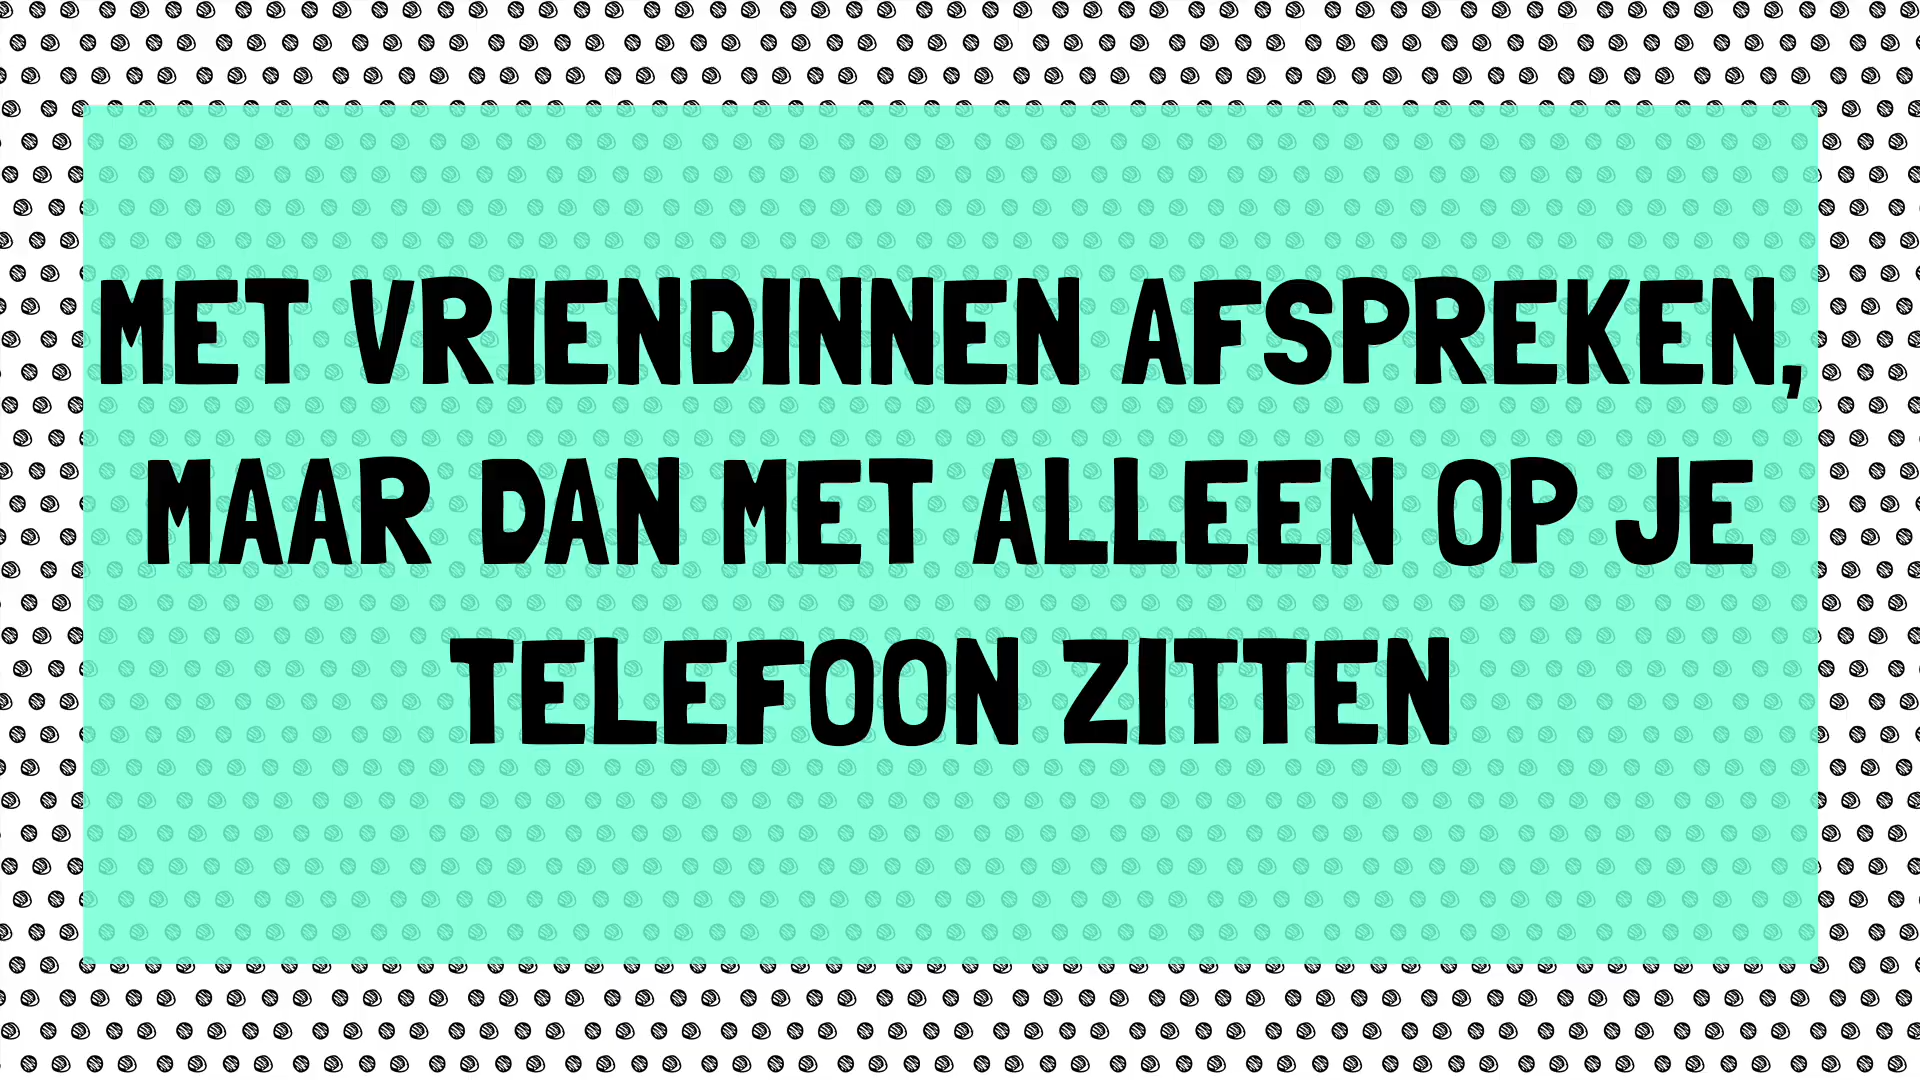 MET VRIENDINNEN AFSPREKEN,
MAAR DAN MET ALLEEN OP JE
TELEFOON ZITTEN